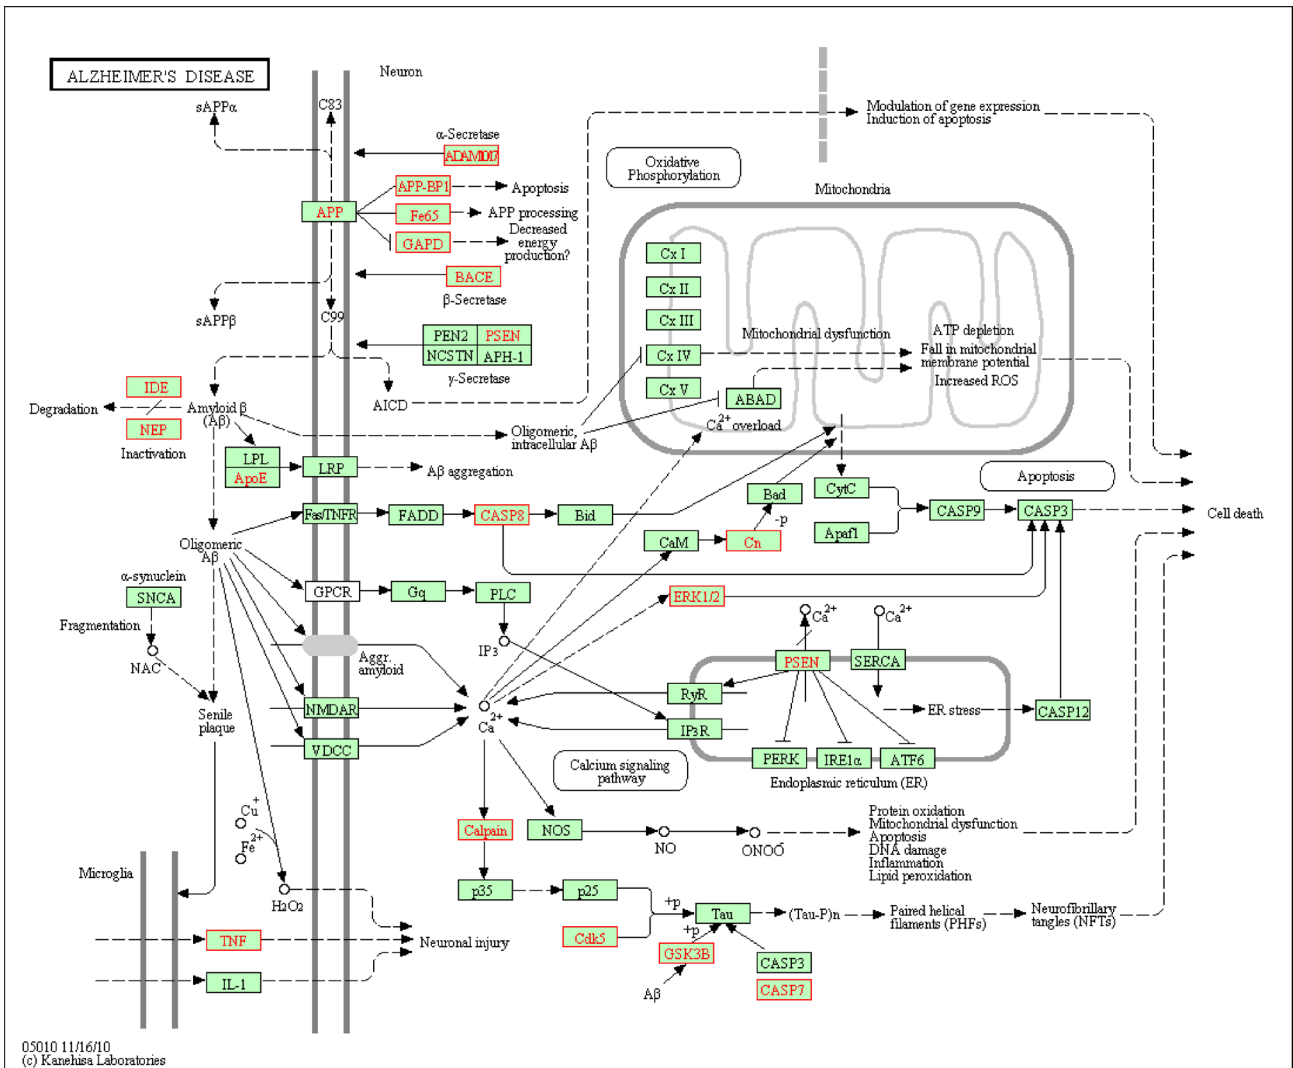 ALZHEIMER'S DISEASE
Neuron
sAPPα
C83
α-Secretase
Modulation of gene expression
Induction of apoptosis
Oxidative
Phosphorylation
Mitochondria
APP-BP1
Apoptosis
APP
Fe65
APP processing
GAPD
Decreased
energy
production?
BACE
β-Secretase
sAPPβ
C99
PEN2
PSEN
NCSTN
APH-1
γ-Secretase
Cx I
Cx II
Cx III
Cx IV
Cx V
Mitochondrial dysfunction
ATP depletion
Fall in mitochondrial
membrane potential
Increased ROS
ABAD
Ca2+ overload
IDE
Degradation
Amyloid β
(Aβ)
NEP
Inactivation
AICD
Oligomeric,
intracellular Aβ
LPL
ApoE
LRP
Aβ aggregation
Fas/TNFR
FADD
CASP8
Bid
Bad
-p
CytC
Apaf1
CASP9
Apoptosis
CASP3
Cell death
CaM
Cn
Oligomeric
Aβ
α-synuclein
SNCA
Fragmentation
NAC
GPCR
Gq
PLC
IP3
ERK1/2
Ca2+
Ca2+
PSEN
SERCA
Aggr.
amyloid
RyR
IP3R
ER stress
CASP12
NMDAR
VDCC
Ca2+
Senile
plaque
PERK
IRE1α
ATF6
Endoplasmic reticulum (ER)
Calcium signaling
pathway
Cu+
Fe2+
H2O2
Calpain
NOS
NO
ONOO-
Protein oxidation
Mitochondrial dysfunction
Apoptosis
DNA damage
Inflammation
Lipid peroxidation
Microglia
p35
p25
+p
Tau
(Tau-P)n
Paired helical
filaments (PHFs)
Neurofibrillary
tangles (NFTs)
TNF
Neuronal injury
Cdk5
+p
GSK3B
CASP3
IL-1
Aβ
CASP7
05010 11/16/10
(c) Kanehisa Laboratories